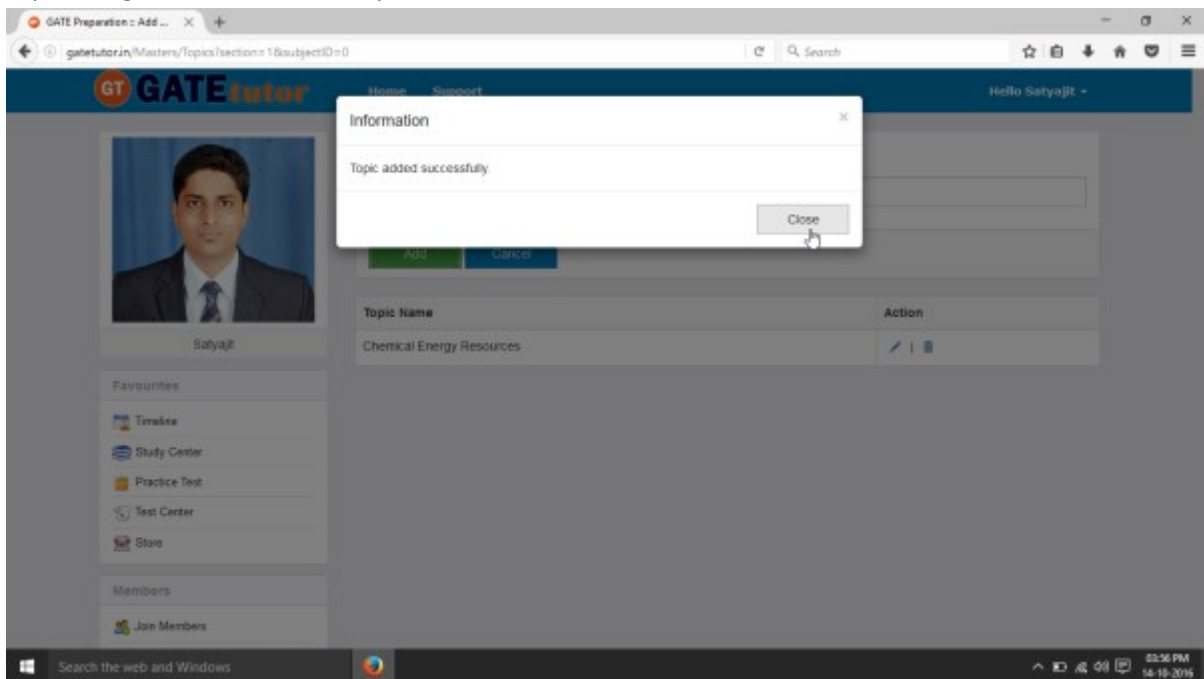 GATE Preparation :: Add ...
gatetutor.in/Masters/Topics?section=1&subjectID=0
Search
GT GATEtutor
Home Support
Hello Satyajit
Information ×
Topic added successfully
Close
Add Cancel
Topic Name Action
Satyajit
Chemical Energy Resources |
Favourites
Timeline
Study Center
Practice Test
Test Center
Store
Members
Join Members
Search the web and Windows
03:56 PM
14-10-2016